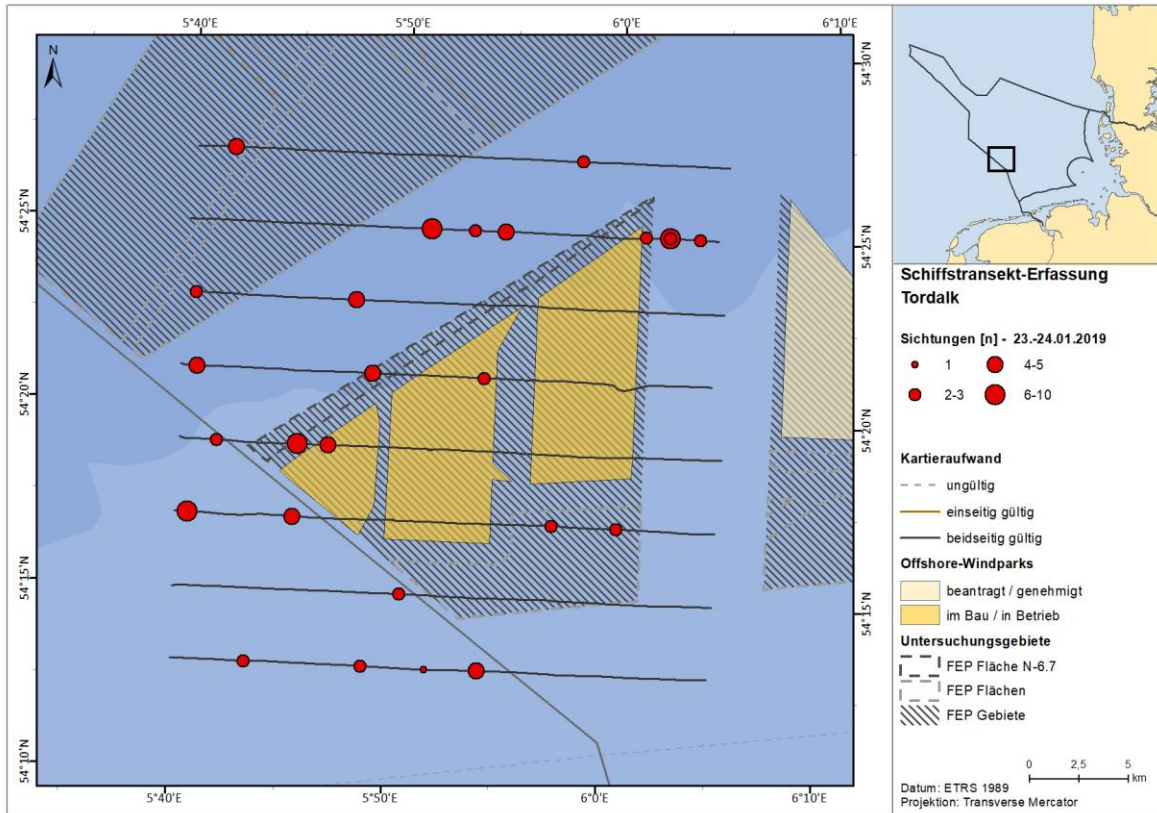 5°40'E 5°50'E 6°0'E 6°10'E
N
54°30'N
54°25'N
54°25'N
54°20'N
54°20'N
54°15'N
54°15'N
54°10'N
5°40'E 5°50'E 6°0'E 6°10'E
Schiffstransekt-Erfassung
Tordalk
Sichtungen [n] - 23.-24.01.2019
1 4-5
2-3 6-10
Kartieraufwand
ungültig
einseitig gültig
beidseitig gültig
Offshore-Windparks
beantragt / genehmigt
im Bau / in Betrieb
Untersuchungsgebiete
FEP Fläche N-6.7
FEP Flächen
FEP Gebiete
0 2,5 5
km
Datum: ETRS 1989
Projektion: Transverse Mercator